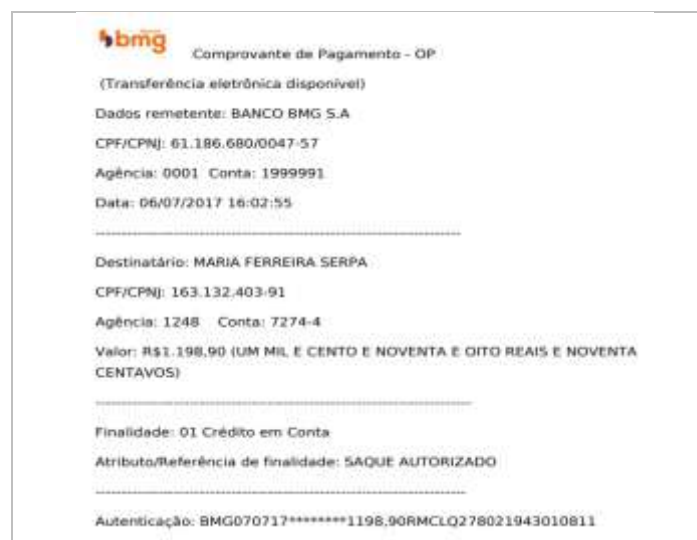 bmg
Comprovante de Pagamento - OP
(Transferência eletrônica disponível)
Dados remetente: BANCO BMG S.A
CPF/CPNJ: 61.186.680/0047-57
Agência: 0001 Conta: 1999991
Data: 06/07/2017 16:02:55
--------------------------------------------------------------------------
Destinatário: MARIA FERREIRA SERPA
CPF/CPNJ: 163.132.403-91
Agência: 1248 Conta: 7274-4
Valor: R$1.198,90 (UM MIL E CENTO E NOVENTA E OITO REAIS E NOVENTA
CENTAVOS)
--------------------------------------------------------------------------
Finalidade: 01 Crédito em Conta
Atributo/Referência de finalidade: SAQUE AUTORIZADO
--------------------------------------------------------------------------
Autenticação: BMG070717********1198,90RMCLQ278021943010811